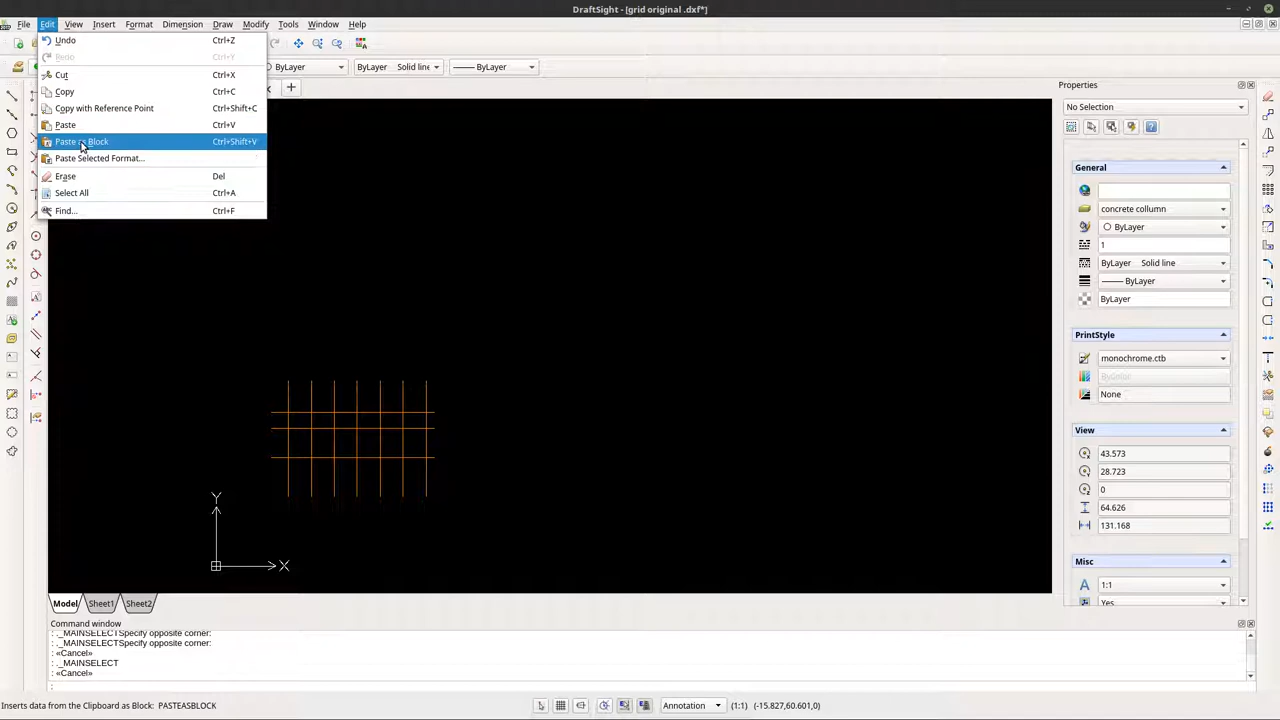 DraftSight - [grid original .dxf*]
File Edit View Insert Format Dimension Draw Modify Tools Window Help
Undo Ctrl+Z
Redo Ctrl+Y
Cut Ctrl+X
Copy Ctrl+C
Copy with Reference Point Ctrl+Shift+C
Paste Ctrl+V
Paste as Block Ctrl+Shift+V
Paste Selected Format...
Erase Del
Select All Ctrl+A
Find... Ctrl+F
ByLayer ByLayer Solid line ByLayer
Y
X
Properties
No Selection
General
concrete collumn
ByLayer
1
ByLayer Solid line
ByLayer
ByLayer
PrintStyle
monochrome.ctb
ByColor
None
View
43.573
28.723
0
64.626
131.168
Misc
1:1
Yes
Model Sheet1 Sheet2
Command window
: ._MAINSELECTSpecify opposite corner:
: ._MAINSELECTSpecify opposite corner:
: «Cancel»
: ._MAINSELECT
: «Cancel»
:
Inserts data from the Clipboard as Block: PASTEASBLOCK Annotation (1:1) (-15.827,60.601,0)